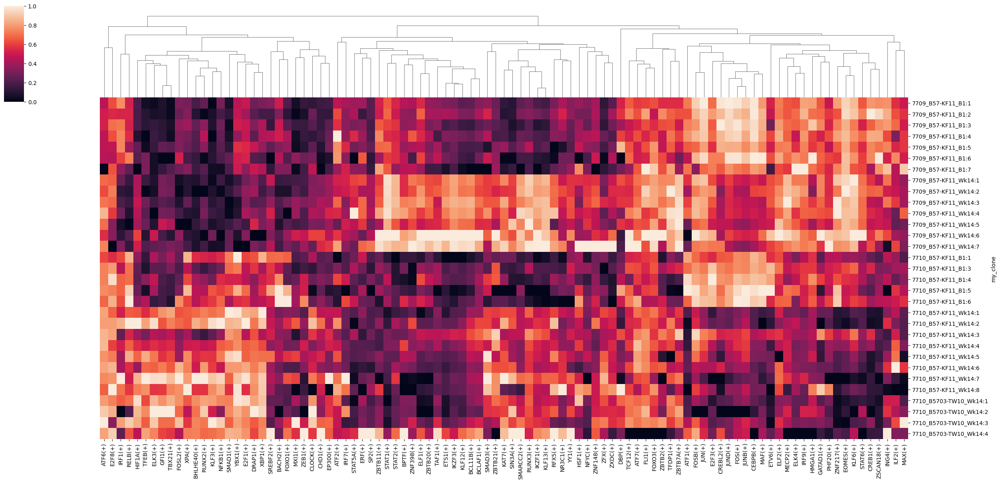 1.0
0.8
0.6
0.4
0.2
0.0
7709_B57-KF11_B1:1
7709_B57-KF11_B1:2
7709_B57-KF11_B1:3
7709_B57-KF11_B1:4
7709_B57-KF11_B1:5
7709_B57-KF11_B1:6
7709_B57-KF11_B1:7
7709_B57-KF11_Wk14:1
7709_B57-KF11_Wk14:2
7709_B57-KF11_Wk14:3
7709_B57-KF11_Wk14:4
7709_B57-KF11_Wk14:5
7709_B57-KF11_Wk14:6
7709_B57-KF11_Wk14:7
7710_B57-KF11_B1:1
7710_B57-KF11_B1:3
7710_B57-KF11_B1:4
7710_B57-KF11_B1:5
7710_B57-KF11_B1:6
7710_B57-KF11_Wk14:1
7710_B57-KF11_Wk14:2
7710_B57-KF11_Wk14:3
7710_B57-KF11_Wk14:4
7710_B57-KF11_Wk14:5
7710_B57-KF11_Wk14:6
7710_B57-KF11_Wk14:7
7710_B57-KF11_Wk14:8
7710_B5703-TW10_Wk14:1
7710_B5703-TW10_Wk14:2
7710_B5703-TW10_Wk14:3
7710_B5703-TW10_Wk14:4
my_clone
ATF6(+)
E2F8(+)
IRF1(+)
RELB(+)
HIF1A(+)
TFEB(+)
ELK3(+)
GFI1(+)
TBX21(+)
FOSL2(+)
XPA(+)
BHLHE40(+)
RUNX2(+)
KLF3(+)
NFKB1(+)
SMAD1(+)
YBX1(+)
E2F1(+)
DRAP1(+)
XBP1(+)
SREBF2(+)
BACH2(+)
FOXO1(+)
MXI1(+)
ZEB1(+)
CLOCK(+)
CHD1(+)
EP300(+)
ATF2(+)
IRF7(+)
STAT5A(+)
ERF(+)
SP2(+)
ZBTB11(+)
STAT1(+)
STAT2(+)
BPTF(+)
ZNF398(+)
ELF1(+)
ZBTB20(+)
TAF1(+)
ETS1(+)
IKZF3(+)
KLF12(+)
BCL11B(+)
BCLAF1(+)
SMAD3(+)
ZBTB21(+)
KAT7(+)
SIN3A(+)
SMARCC2(+)
RUNX3(+)
IKZF1(+)
KLF13(+)
RFX5(+)
NR3C1(+)
YY1(+)
HSF1(+)
NFYC(+)
ZNF148(+)
ZFX(+)
ZXDC(+)
DBP(+)
TCF12(+)
ATF7(+)
FLI1(+)
FOXO3(+)
ZBTB2(+)
TFDP1(+)
ZBTB7A(+)
ATF1(+)
FOSB(+)
JUN(+)
E2F3(+)
CREBL2(+)
JUND(+)
FOS(+)
JUNB(+)
CEBPB(+)
MAF(+)
ETV6(+)
ELF2(+)
MECP2(+)
ELK4(+)
IRF9(+)
HMGA1(+)
GATAD1(+)
PHF20(+)
ZNF217(+)
EOMES(+)
KLF6(+)
STAT6(+)
CREB1(+)
ZSCAN18(+)
ING4(+)
ILF2(+)
MAX(+)